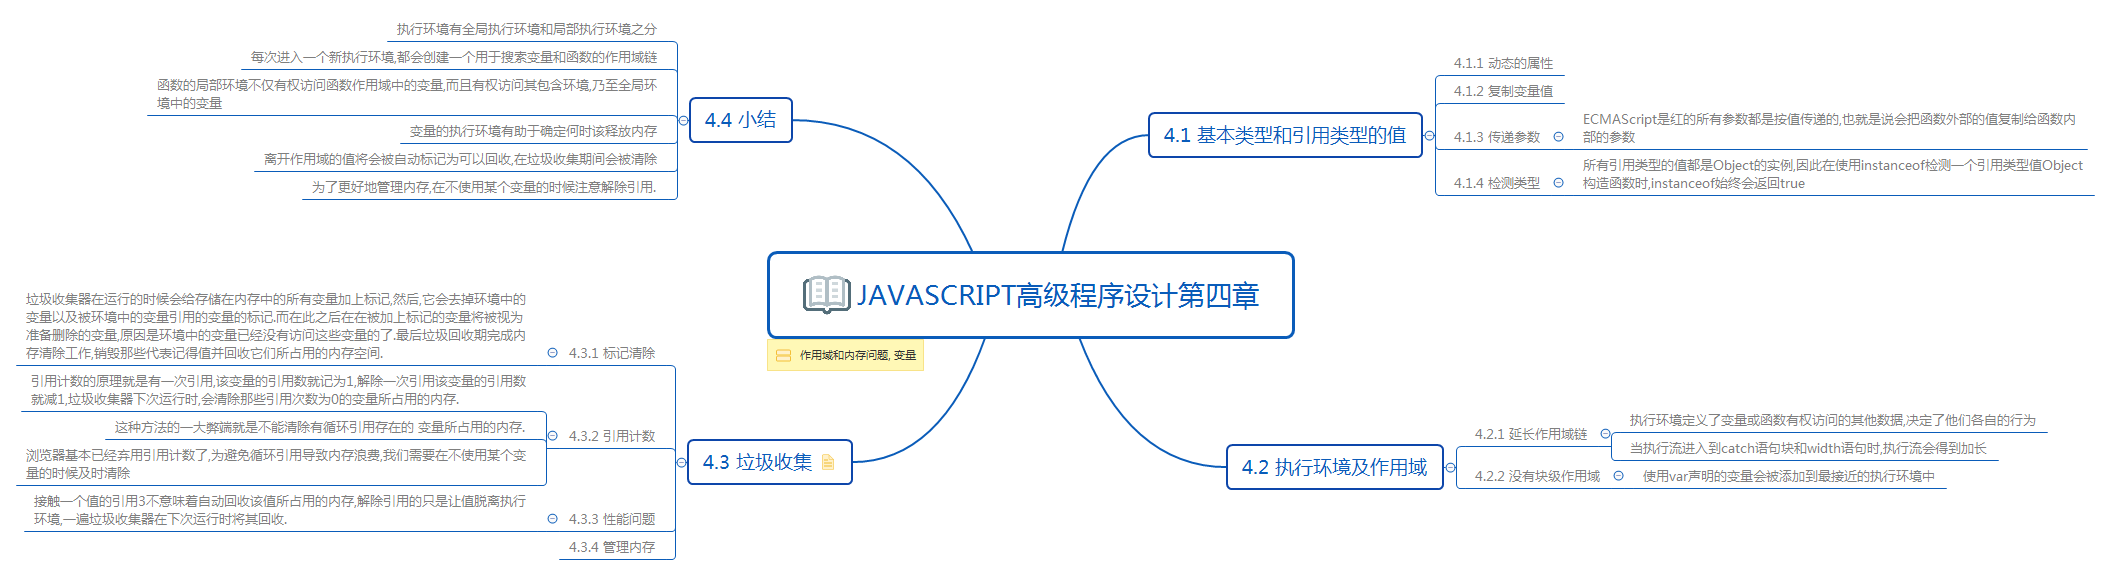 JAVASCRIPT高级程序设计第四章
作用域和内存问题, 变量
4.1 基本类型和引用类型的值
4.1.1 动态的属性
4.1.2 复制变量值
4.1.3 传递参数
ECMAScript是红的所有参数都是按值传递的,也就是说会把函数外部的值复制给函数内
部的参数
4.1.4 检测类型
所有引用类型的值都是Object的实例,因此在使用instanceof检测一个引用类型值Object
构造函数时,instanceof始终会返回true
4.2 执行环境及作用域
4.2.1 延长作用域链
执行环境定义了变量或函数有权访问的其他数据,决定了他们各自的行为
当执行流进入到catch语句块和width语句时,执行流会得到加长
4.2.2 没有块级作用域
使用var声明的变量会被添加到最接近的执行环境中
4.3 垃圾收集
4.3.1 标记清除
垃圾收集器在运行的时候会给存储在内存中的所有变量加上标记,然后,它会去掉环境中的
变量以及被环境中的变量引用的变量的标记.而在此之后在在被加上标记的变量将被视为
准备删除的变量,原因是环境中的变量已经没有访问这些变量的了.最后垃圾回收期完成内
存清除工作,销毁那些代表记得值并回收它们所占用的内存空间.
4.3.2 引用计数
引用计数的原理就是有一次引用,该变量的引用数就记为1,解除一次引用该变量的引用数
就减1,垃圾收集器下次运行时,会清除那些引用次数为0的变量所占用的内存.
这种方法的一大弊端就是不能清除有循环引用存在的 变量所占用的内存.
浏览器基本已经弃用引用计数了,为避免循环引用导致内存浪费,我们需要在不使用某个变
量的时候及时清除
4.3.3 性能问题
接触一个值的引用3不意味着自动回收该值所占用的内存,解除引用的只是让值脱离执行
环境,一遍垃圾收集器在下次运行时将其回收.
4.3.4 管理内存
4.4 小结
执行环境有全局执行环境和局部执行环境之分
每次进入一个新执行环境,都会创建一个用于搜索变量和函数的作用域链
函数的局部环境不仅有权访问函数作用域中的变量,而且有权访问其包含环境,乃至全局环
境中的变量
变量的执行环境有助于确定何时该释放内存
离开作用域的值将会被自动标记为可以回收,在垃圾收集期间会被清除
为了更好地管理内存,在不使用某个变量的时候注意解除引用.